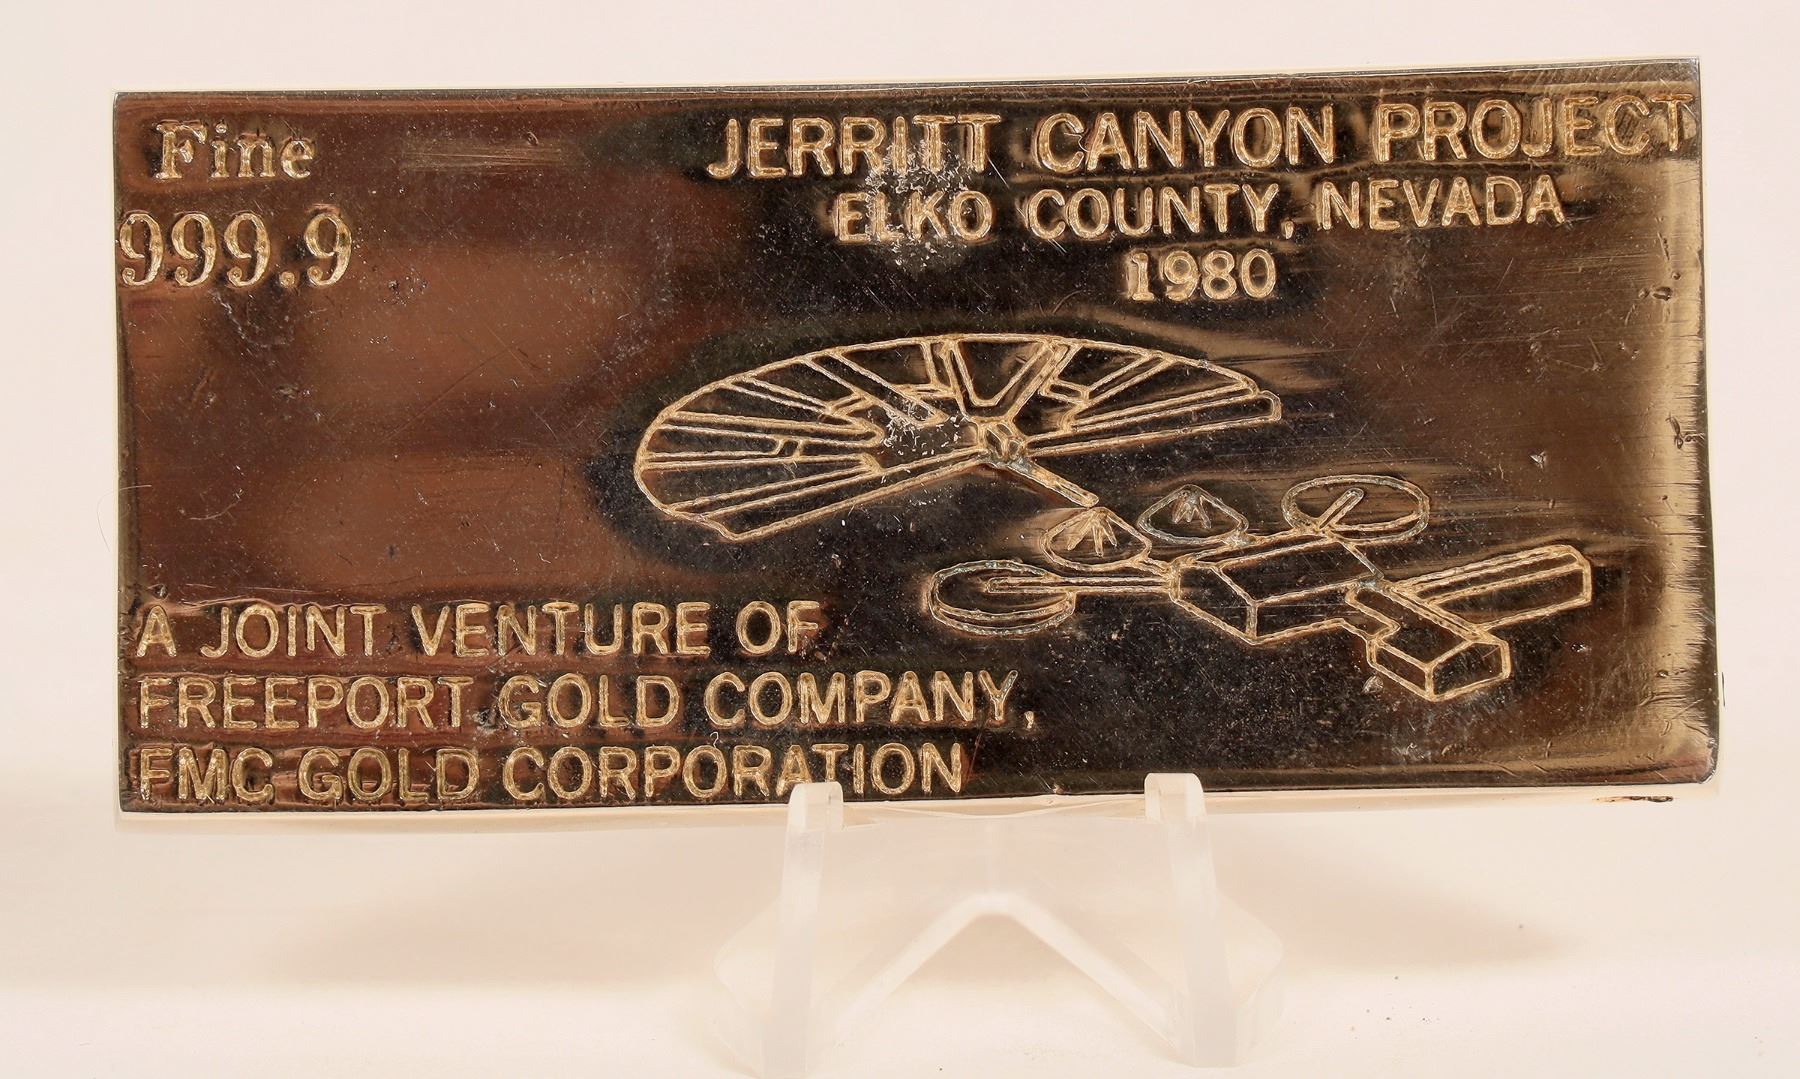 Fine
999.9
JERRITT CANYON PROJECT
ELKO COUNTY, NEVADA
1980
A JOINT VENTURE OF
FREEPORT GOLD COMPANY,
FMC GOLD CORPORATION